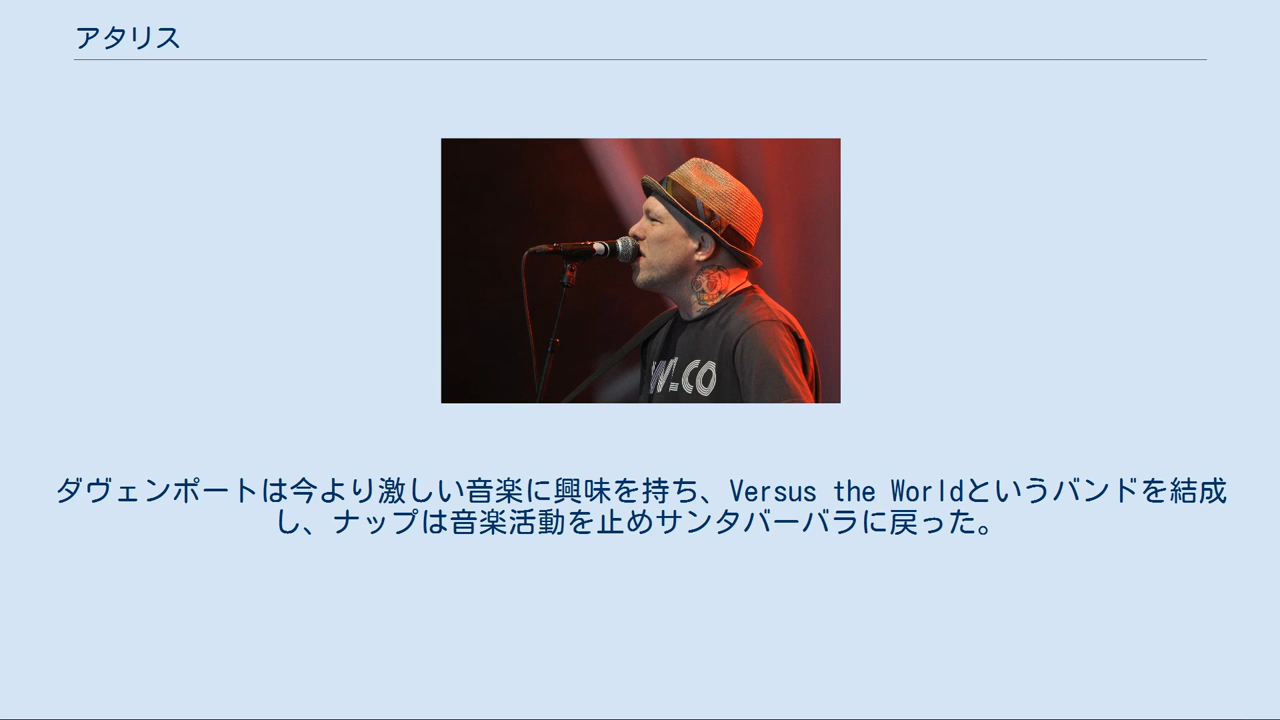 アタリス
ダヴェンポートは今より激しい音楽に興味を持ち、Versus the Worldというバンドを結成
し、ナップは音楽活動を止めサンタバーバラに戻った。